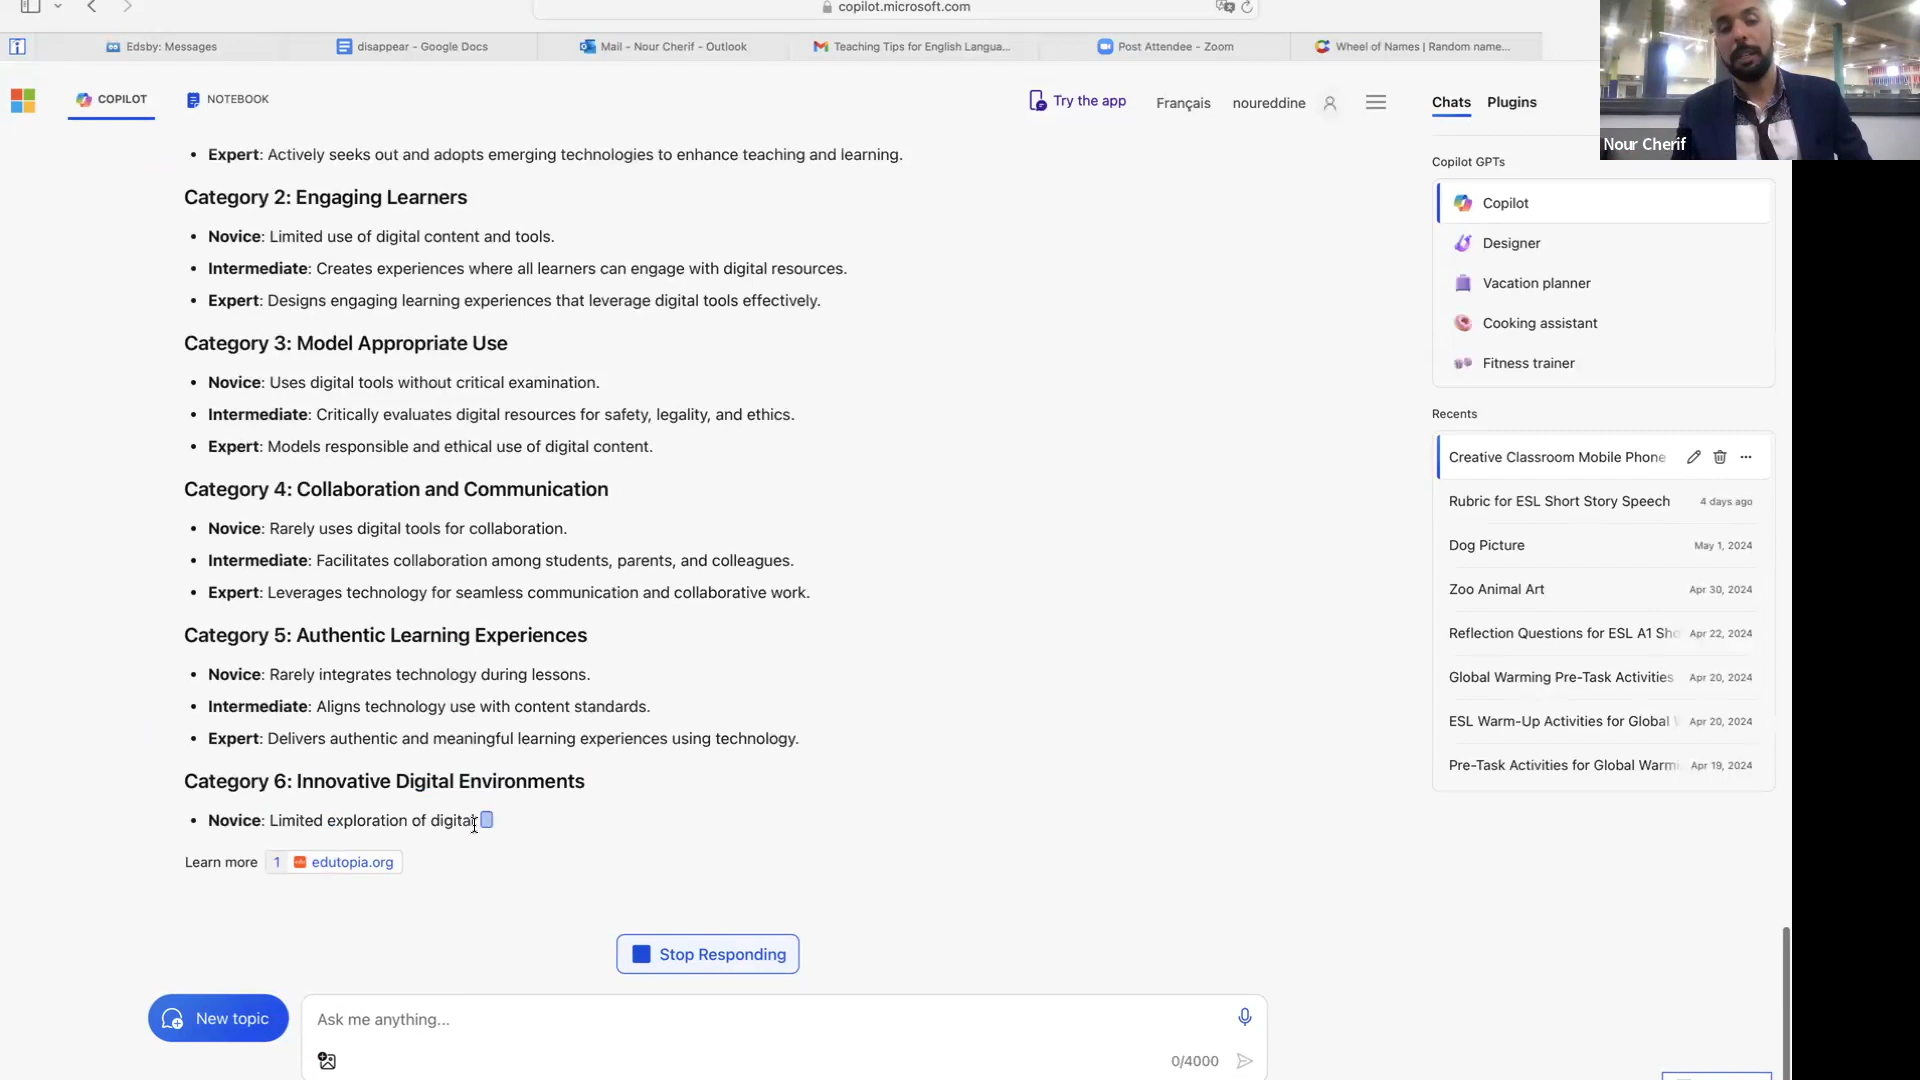 copilot.microsoft.com
Edsby: Messages
disappear - Google Docs
Mail - Nour Cherif - Outlook
Teaching Tips for English Langua...
Post Attendee - Zoom
Wheel of Names | Random name...
COPILOT
NOTEBOOK
Try the app
Français
noureddine
Chats
Plugins
Nour Cherif
• Expert: Actively seeks out and adopts emerging technologies to enhance teaching and learning.
Category 2: Engaging Learners
• Novice: Limited use of digital content and tools.
• Intermediate: Creates experiences where all learners can engage with digital resources.
• Expert: Designs engaging learning experiences that leverage digital tools effectively.
Category 3: Model Appropriate Use
• Novice: Uses digital tools without critical examination.
• Intermediate: Critically evaluates digital resources for safety, legality, and ethics.
• Expert: Models responsible and ethical use of digital content.
Category 4: Collaboration and Communication
• Novice: Rarely uses digital tools for collaboration.
• Intermediate: Facilitates collaboration among students, parents, and colleagues.
• Expert: Leverages technology for seamless communication and collaborative work.
Category 5: Authentic Learning Experiences
• Novice: Rarely integrates technology during lessons.
• Intermediate: Aligns technology use with content standards.
• Expert: Delivers authentic and meaningful learning experiences using technology.
Category 6: Innovative Digital Environments
• Novice: Limited exploration of digital
Learn more 1 edutopia.org
Stop Responding
New topic
Ask me anything...
0/4000
Copilot GPTs
Copilot
Designer
Vacation planner
Cooking assistant
Fitness trainer
Recents
Creative Classroom Mobile Phone
Rubric for ESL Short Story Speech 4 days ago
Dog Picture May 1, 2024
Zoo Animal Art Apr 30, 2024
Reflection Questions for ESL A1 Sho Apr 22, 2024
Global Warming Pre-Task Activities Apr 20, 2024
ESL Warm-Up Activities for Global Apr 20, 2024
Pre-Task Activities for Global Warmi Apr 19, 2024